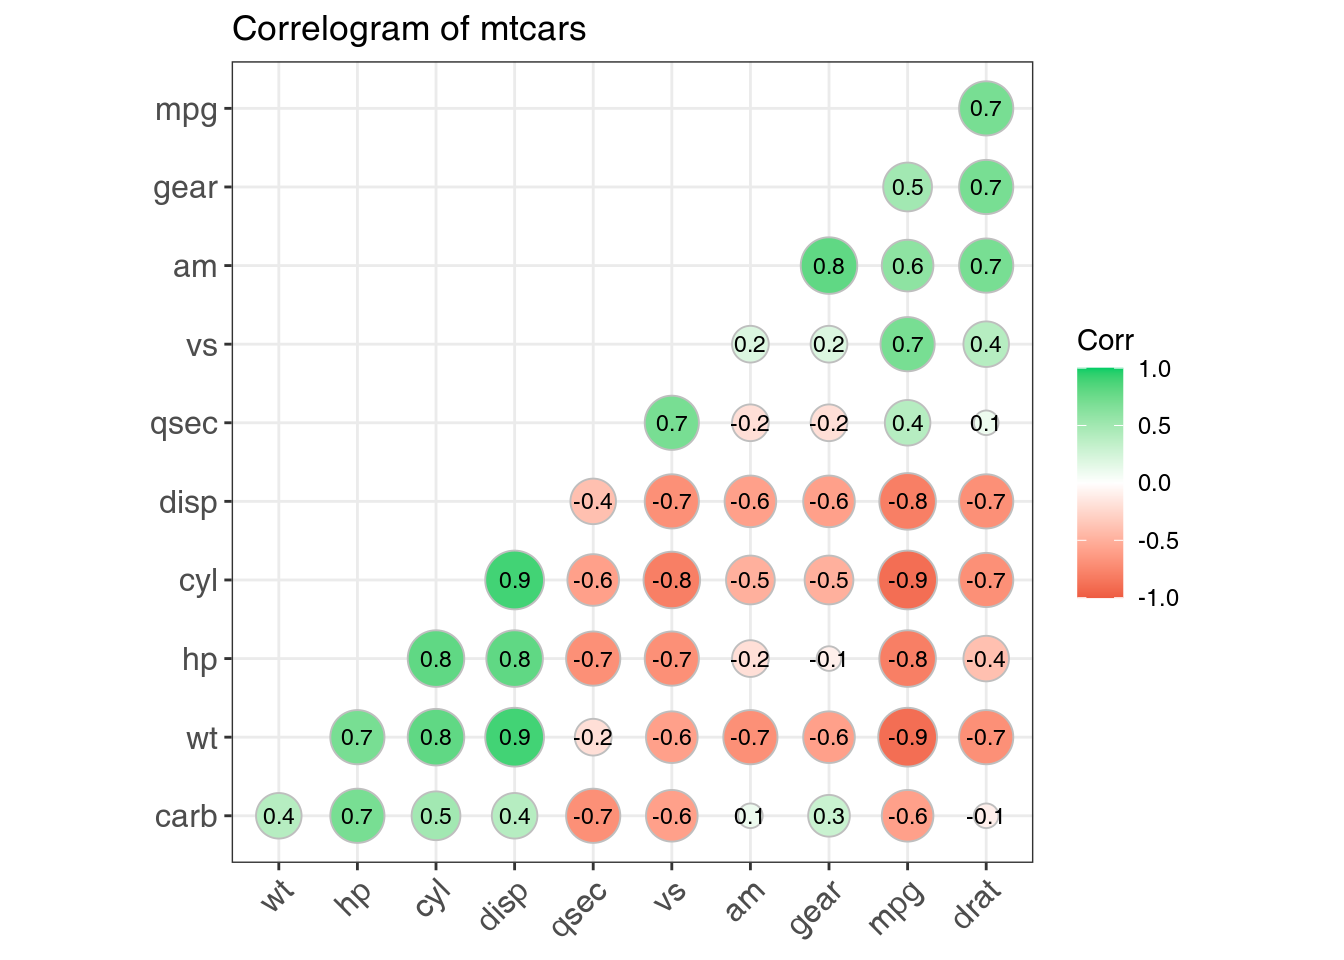 Correlogram of mtcars
mpg 0.7
gear 0.5 0.7
am 0.8 0.6 0.7
vs 0.2 0.2 0.7 0.4
qsec 0.7 -0.2 -0.2 0.4 0.1
disp -0.4 -0.7 -0.6 -0.6 -0.8 -0.7
cyl 0.9 -0.6 -0.8 -0.5 -0.5 -0.9 -0.7
hp 0.8 0.8 -0.7 -0.7 -0.2 -0.1 -0.8 -0.4
wt 0.7 0.8 0.9 -0.2 -0.6 -0.7 -0.6 -0.9 -0.7
carb 0.4 0.7 0.5 0.4 -0.7 -0.6 0.1 0.3 -0.6 -0.1
wt hp cyl disp qsec vs am gear mpg drat
Corr
1.0
0.5
0.0
-0.5
-1.0